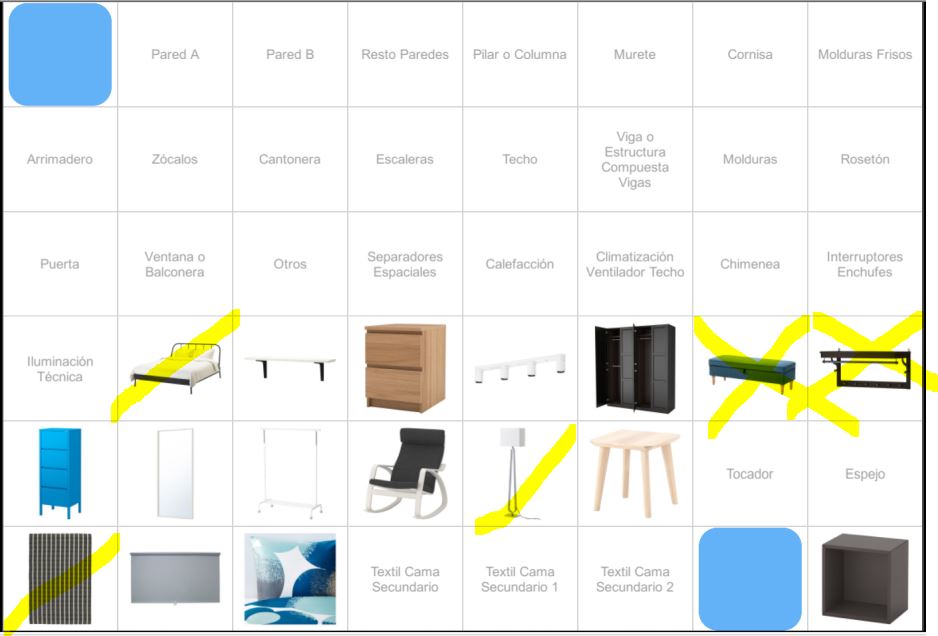 Pared A
Pared B
Resto Paredes
Pilar o Columna
Murete
Cornisa
Molduras Frisos
Arrimadero
Zócalos
Cantonera
Escaleras
Techo
Viga o
Estructura
Compuesta
Vigas
Molduras
Rosetón
Puerta
Ventana o
Balconera
Otros
Separadores
Espaciales
Calefacción
Climatización
Ventilador Techo
Chimenea
Interruptores
Enchufes
Iluminación
Técnica
Tocador
Espejo
Textil Cama
Secundario
Textil Cama
Secundario 1
Textil Cama
Secundario 2